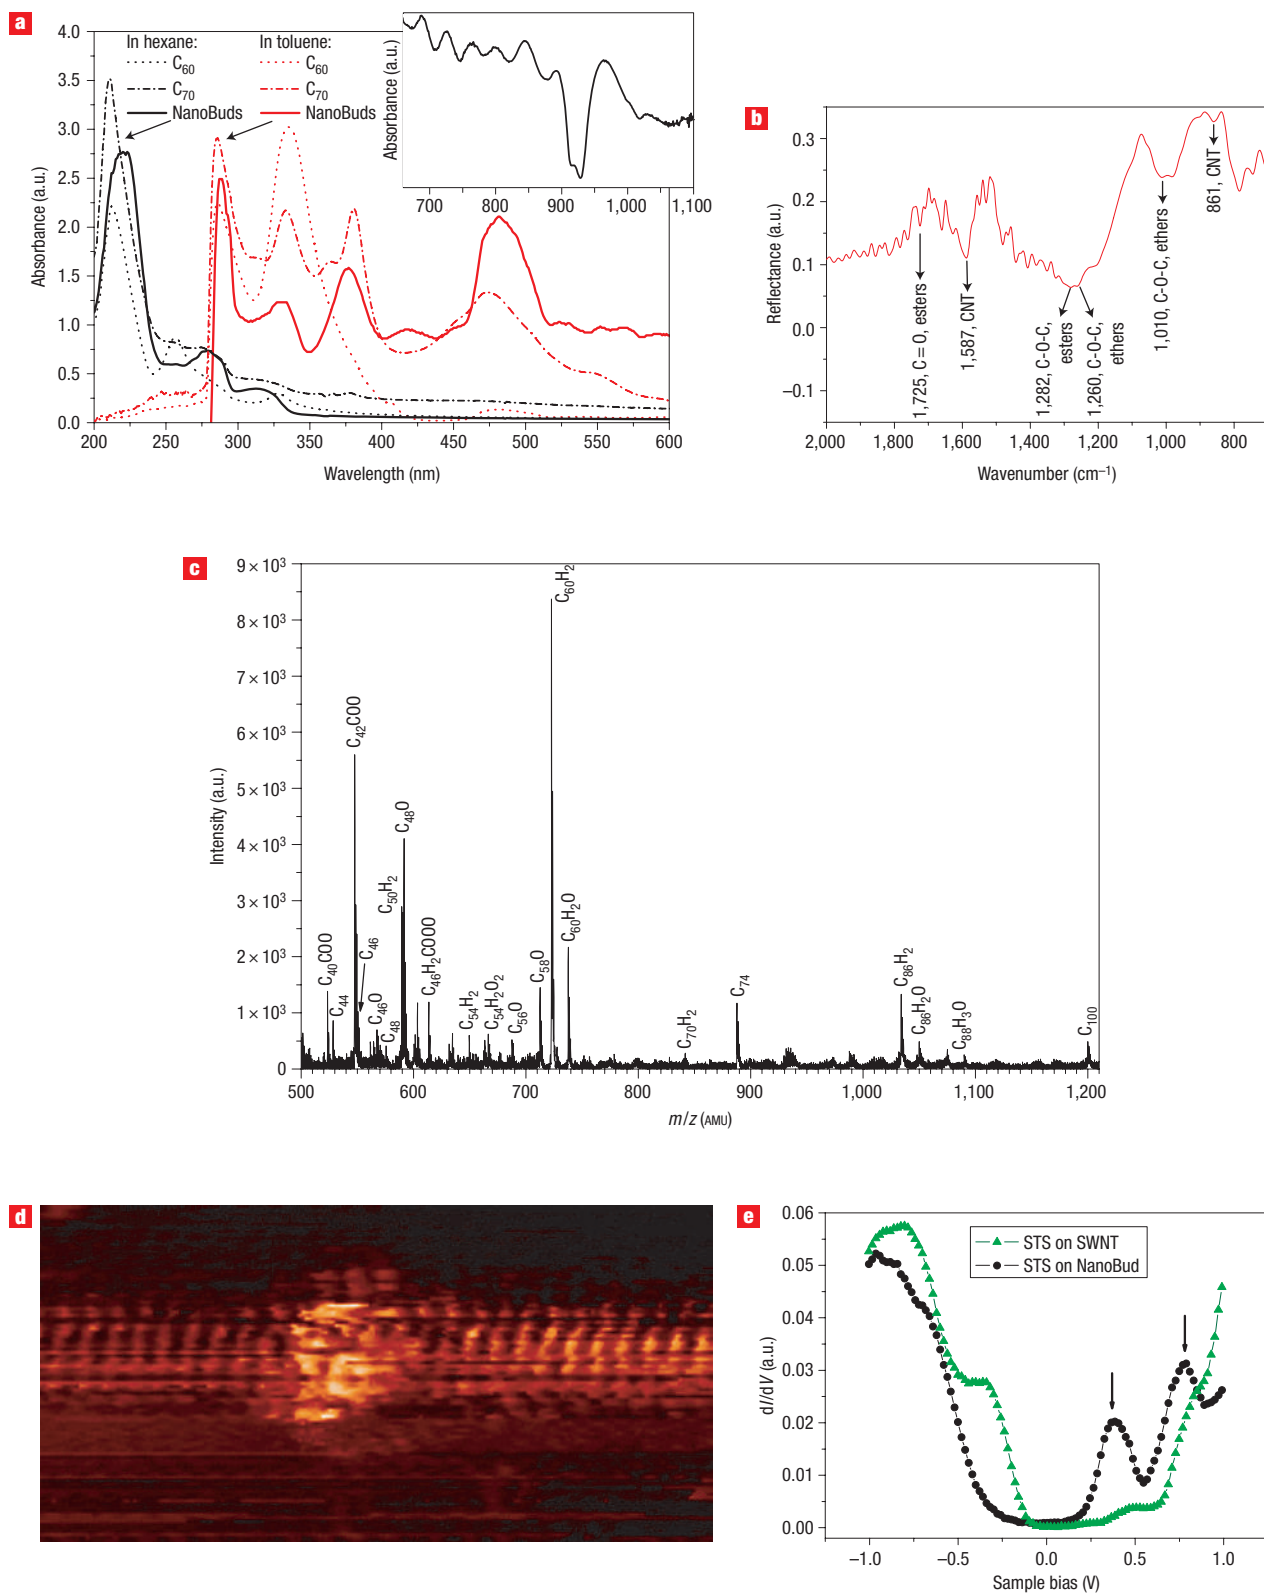 a
4.0
3.5
3.0
2.5
2.0
1.5
1.0
0.5
0.0
Absorbance (a.u.)
200 250 300 350 400 450 500 550 600
Wavelength (nm)
In hexane: In toluene:
C60 C60
C70 C70
NanoBuds NanoBuds
Absorbance (a.u.)
700 800 900 1,000 1,100
b
0.3
0.2
0.1
0.0
–0.1
Reflectance (a.u.)
1,725, C=O, esters
1,587, CNT
1,282, C-O-C,
esters
1,260, C-O-C,
ethers
1,010, C-O-C, ethers
861, CNT
2,000 1,800 1,600 1,400 1,200 1,000 800
Wavenumber (cm–1)
c
9 × 10³
8 × 10³
7 × 10³
6 × 10³
5 × 10³
4 × 10³
3 × 10³
2 × 10³
1 × 10³
0
Intensity (a.u.)
C40COO
C44
C42COO
C46
C46O
C48
C50H2
C48O
C46H2COOO
C54H2
C54H2O2
C56O
C58O
C60H2
C60H2O
C70H2
C74
C86H2
C86H2O
C88H3O
C100
500 600 700 800 900 1,000 1,100 1,200
m/z (AMU)
d
e
0.06
0.05
0.04
0.03
0.02
0.01
0.00
dI/dV (a.u.)
STS on SWNT
STS on NanoBud
–1.0 –0.5 0.0 0.5 1.0
Sample bias (V)